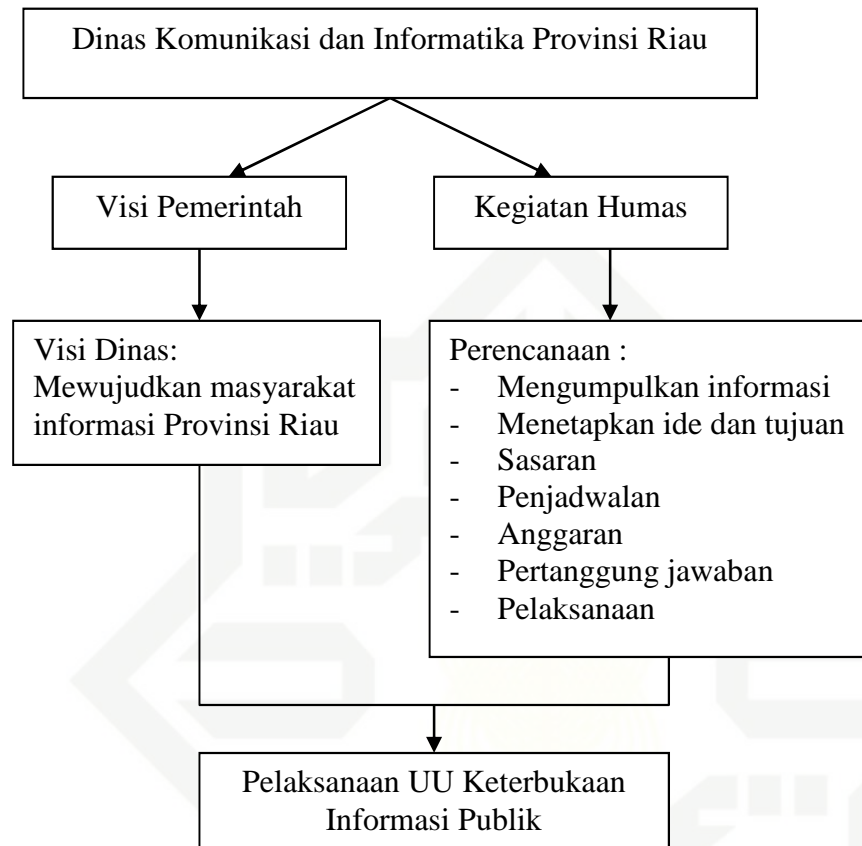 Dinas Komunikasi dan Informatika Provinsi Riau
Visi Pemerintah
Kegiatan Humas
Visi Dinas:
Mewujudkan masyarakat
informasi Provinsi Riau
Perencanaan :
- Mengumpulkan informasi
- Menetapkan ide dan tujuan
- Sasaran
- Penjadwalan
- Anggaran
- Pertanggung jawaban
- Pelaksanaan
Pelaksanaan UU Keterbukaan
Informasi Publik